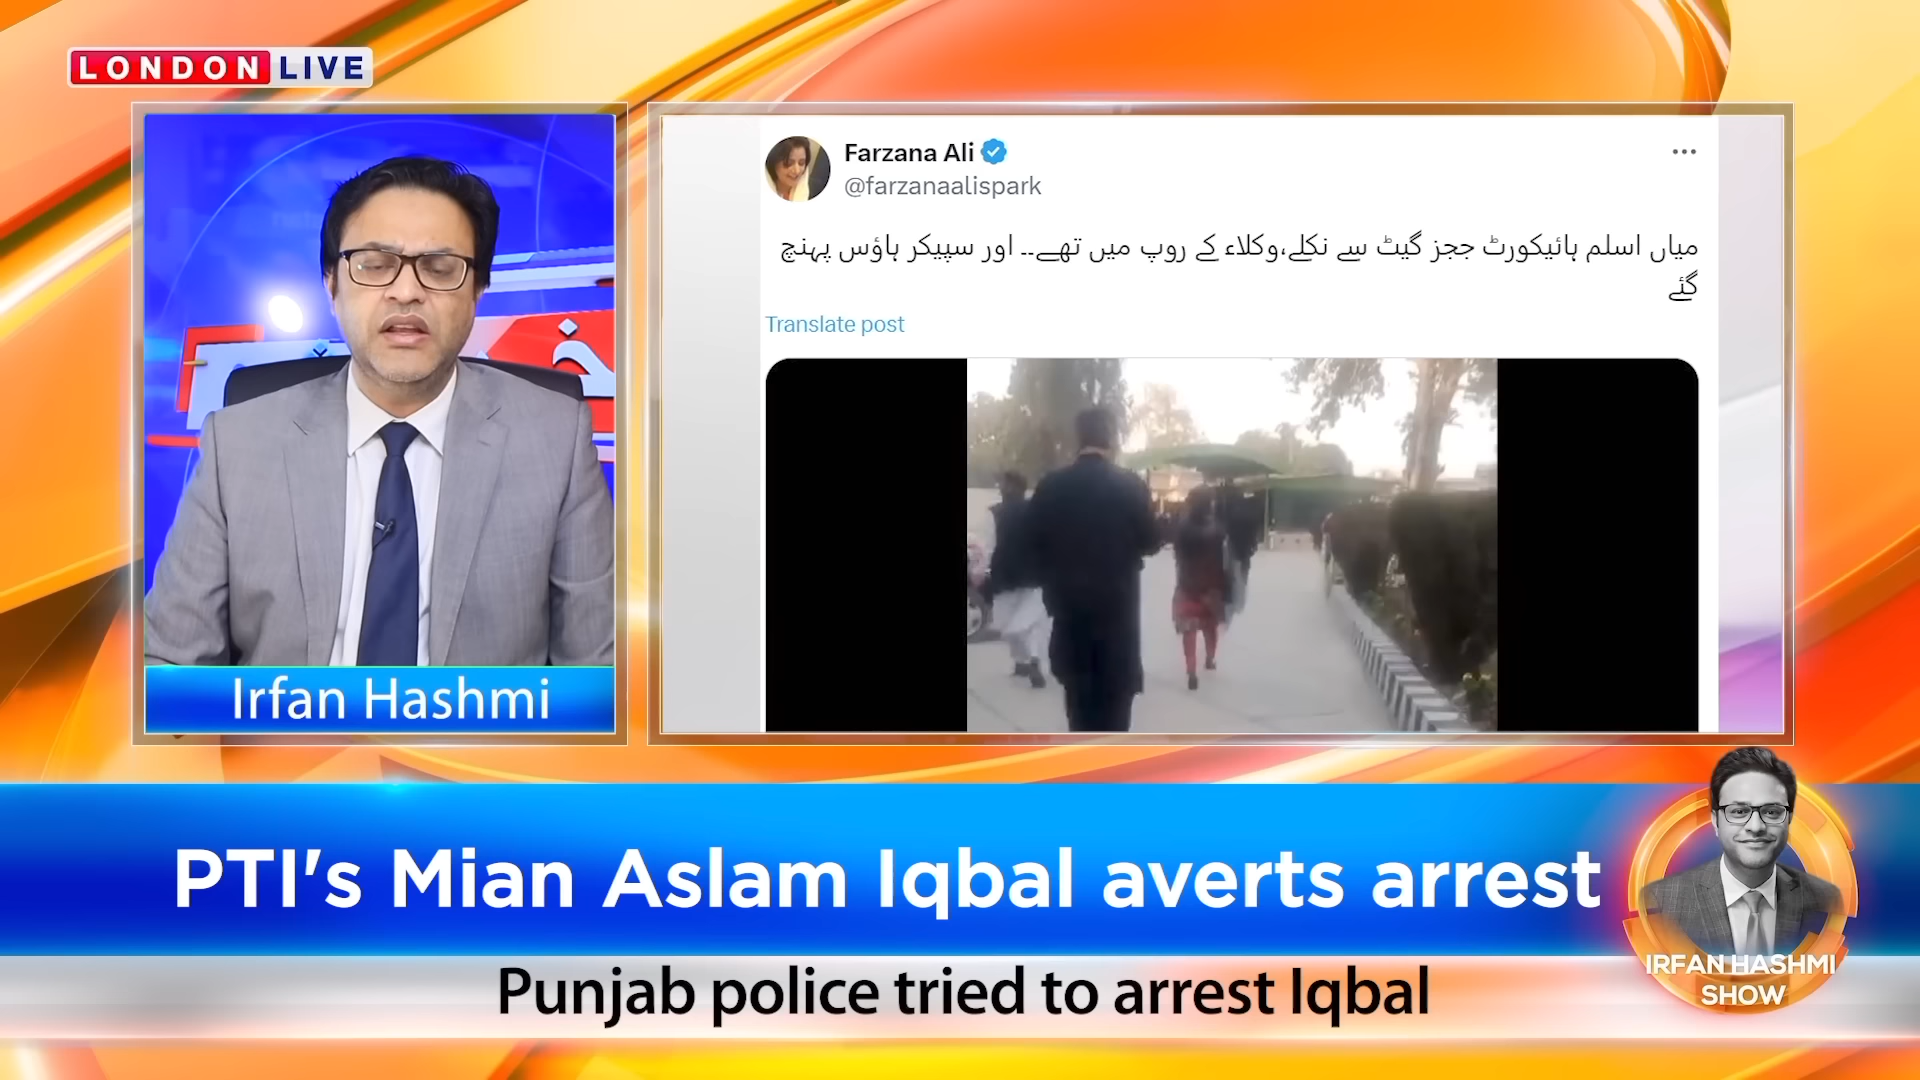 LONDON LIVE
Farzana Ali
@farzanaalispark
میاں اسلم ہائیکورٹ ججز گیٹ سے نکلے،وکلاء کے روپ میں تھے۔۔ اور سپیکر ہاؤس پہنچ
گئے
Translate post
Irfan Hashmi
PTI's Mian Aslam Iqbal averts arrest
Punjab police tried to arrest Iqbal
IRFAN HASHMI
SHOW